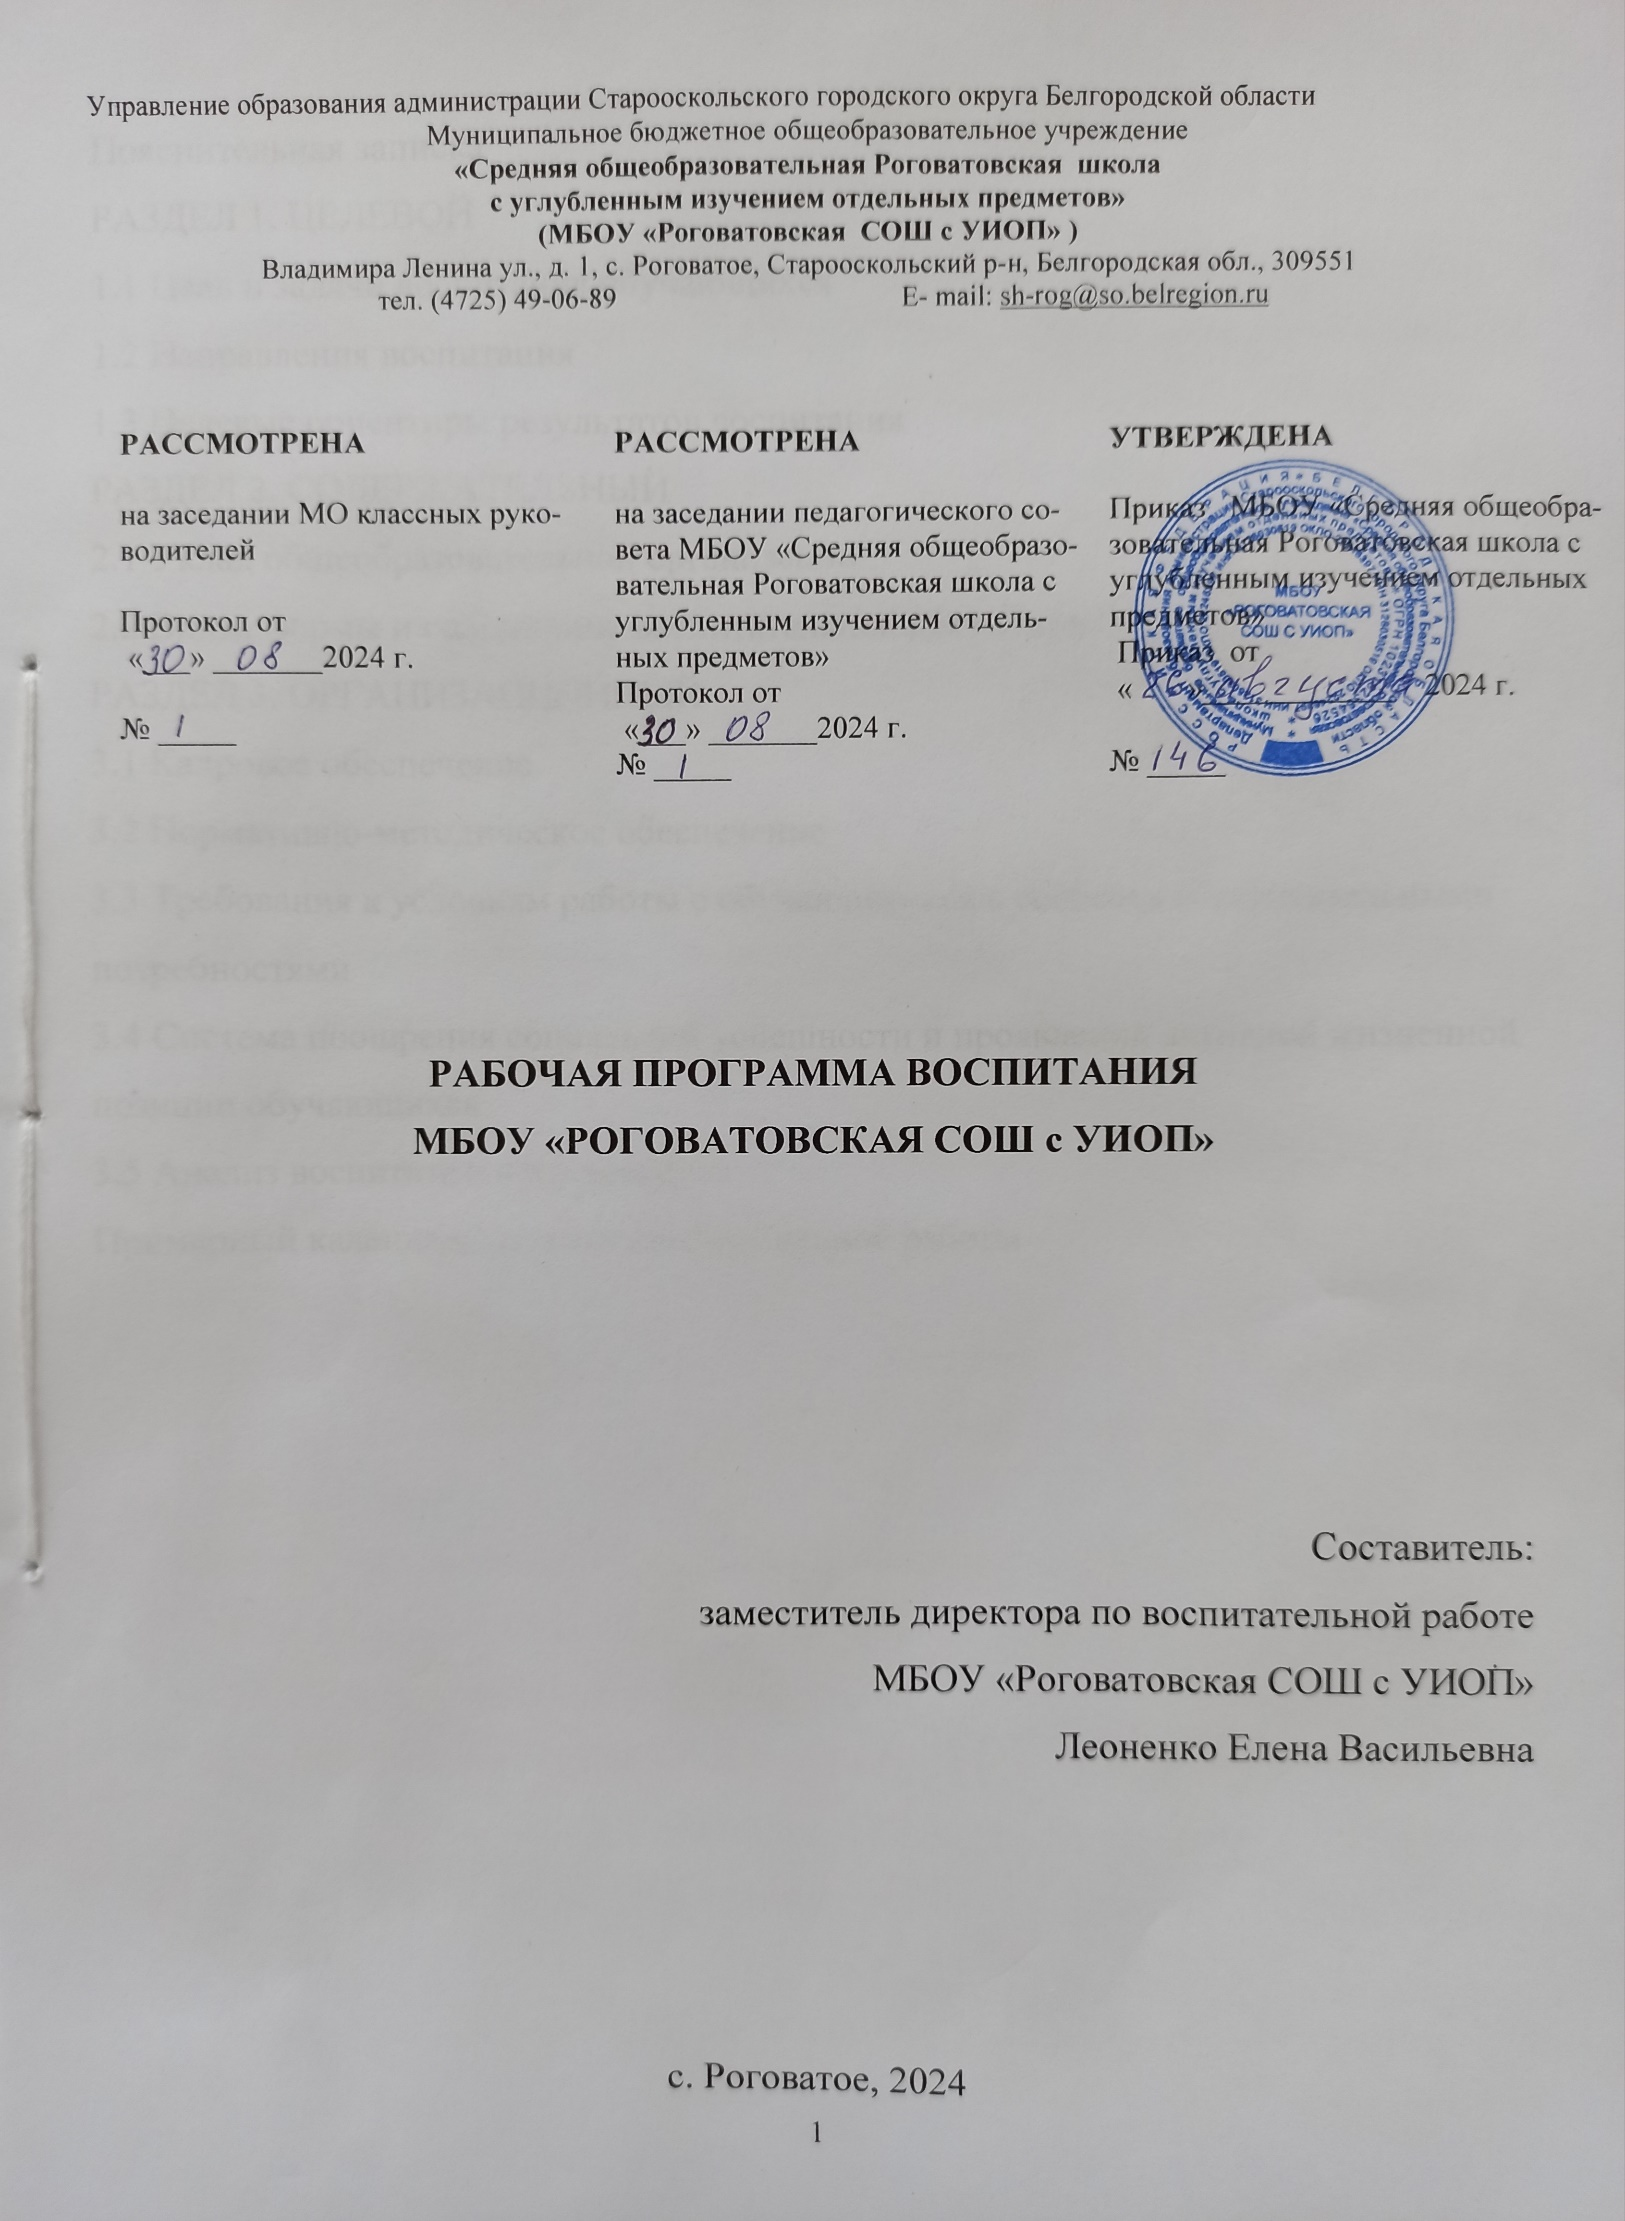 Управление образования администрации Старооскольского городского округа Белгородской области
Муниципальное бюджетное общеобразовательное учреждение
«Средняя общеобразовательная Роговатовская школа
с углубленным изучением отдельных предметов»
(МБОУ «Роговатовская СОШ с УИОП» )
Владимира Ленина ул., д. 1, с. Роговатое, Старооскольский р-н, Белгородская обл., 309551
тел. (4725) 49-06-89 E- mail: sh-rog@so.belregion.ru
РАССМОТРЕНА
на заседании МО классных руко-
водителей
Протокол от
«30» 08 2024 г.
№ 1
РАССМОТРЕНА
на заседании педагогического со-
вета МБОУ «Средняя общеобразо-
вательная Роговатовская школа с
углубленным изучением отдель-
ных предметов»
Протокол от
«30» 08 2024 г.
№ 1
УТВЕРЖДЕНА
Приказ МБОУ «Средняя общеобра-
зовательная Роговатовская школа с
углубленным изучением отдельных
предметов»
Приказ от
« августа 2024 г.
№ 146
МБОУ
«РОГОВАТОВСКАЯ
СОШ С УИОП»
РАБОЧАЯ ПРОГРАММА ВОСПИТАНИЯ
МБОУ «РОГОВАТОВСКАЯ СОШ с УИОП»
Составитель:
заместитель директора по воспитательной работе
МБОУ «Роговатовская СОШ с УИОП»
Леоненко Елена Васильевна
с. Роговатое, 2024
1